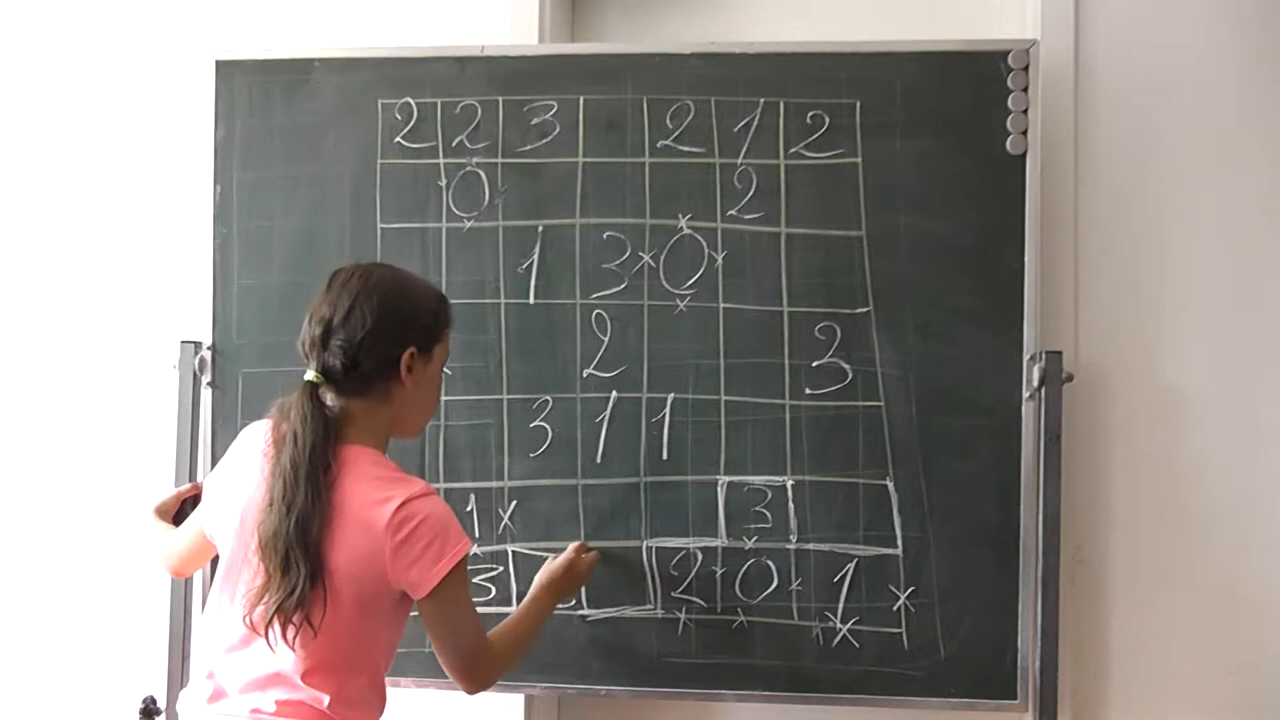 2 2 3 2 1 2
0 2
1 3 × 0 ×
2 3
3 1 1
1 × 3
3 2 0 1 ×